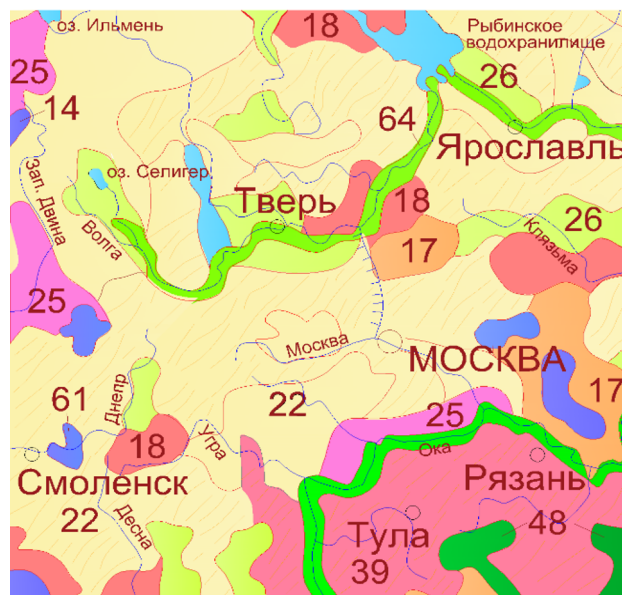 оз. Ильмень
18
Рыбинское
водохранилище
25
26
14
64
Ярославль
оз. Селигер
Зап. Двина
Тверь
18
26
Волга
17
Клязьма
25
Москва
МОСКВА
61
Днепр
22
25
17
18
Угра
Ока
Смоленск
Рязань
22
Десна
Тула
48
39